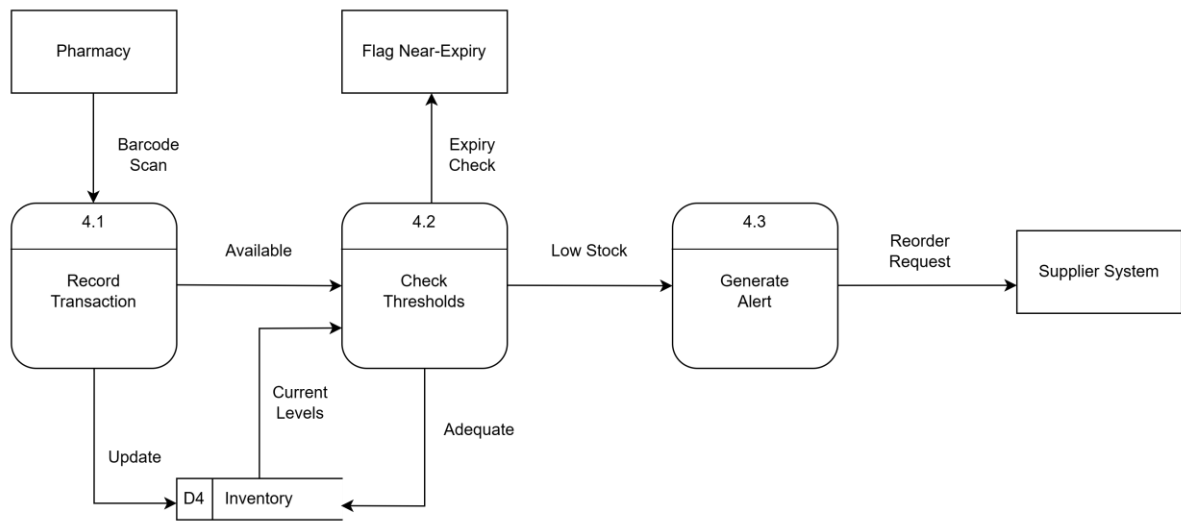 Pharmacy
Flag Near-Expiry
Barcode
Scan
Expiry
Check
4.1
Record
Transaction
Available
4.2
Check
Thresholds
Low Stock
4.3
Generate
Alert
Reorder
Request
Supplier System
Current
Levels
Adequate
Update
D4
Inventory